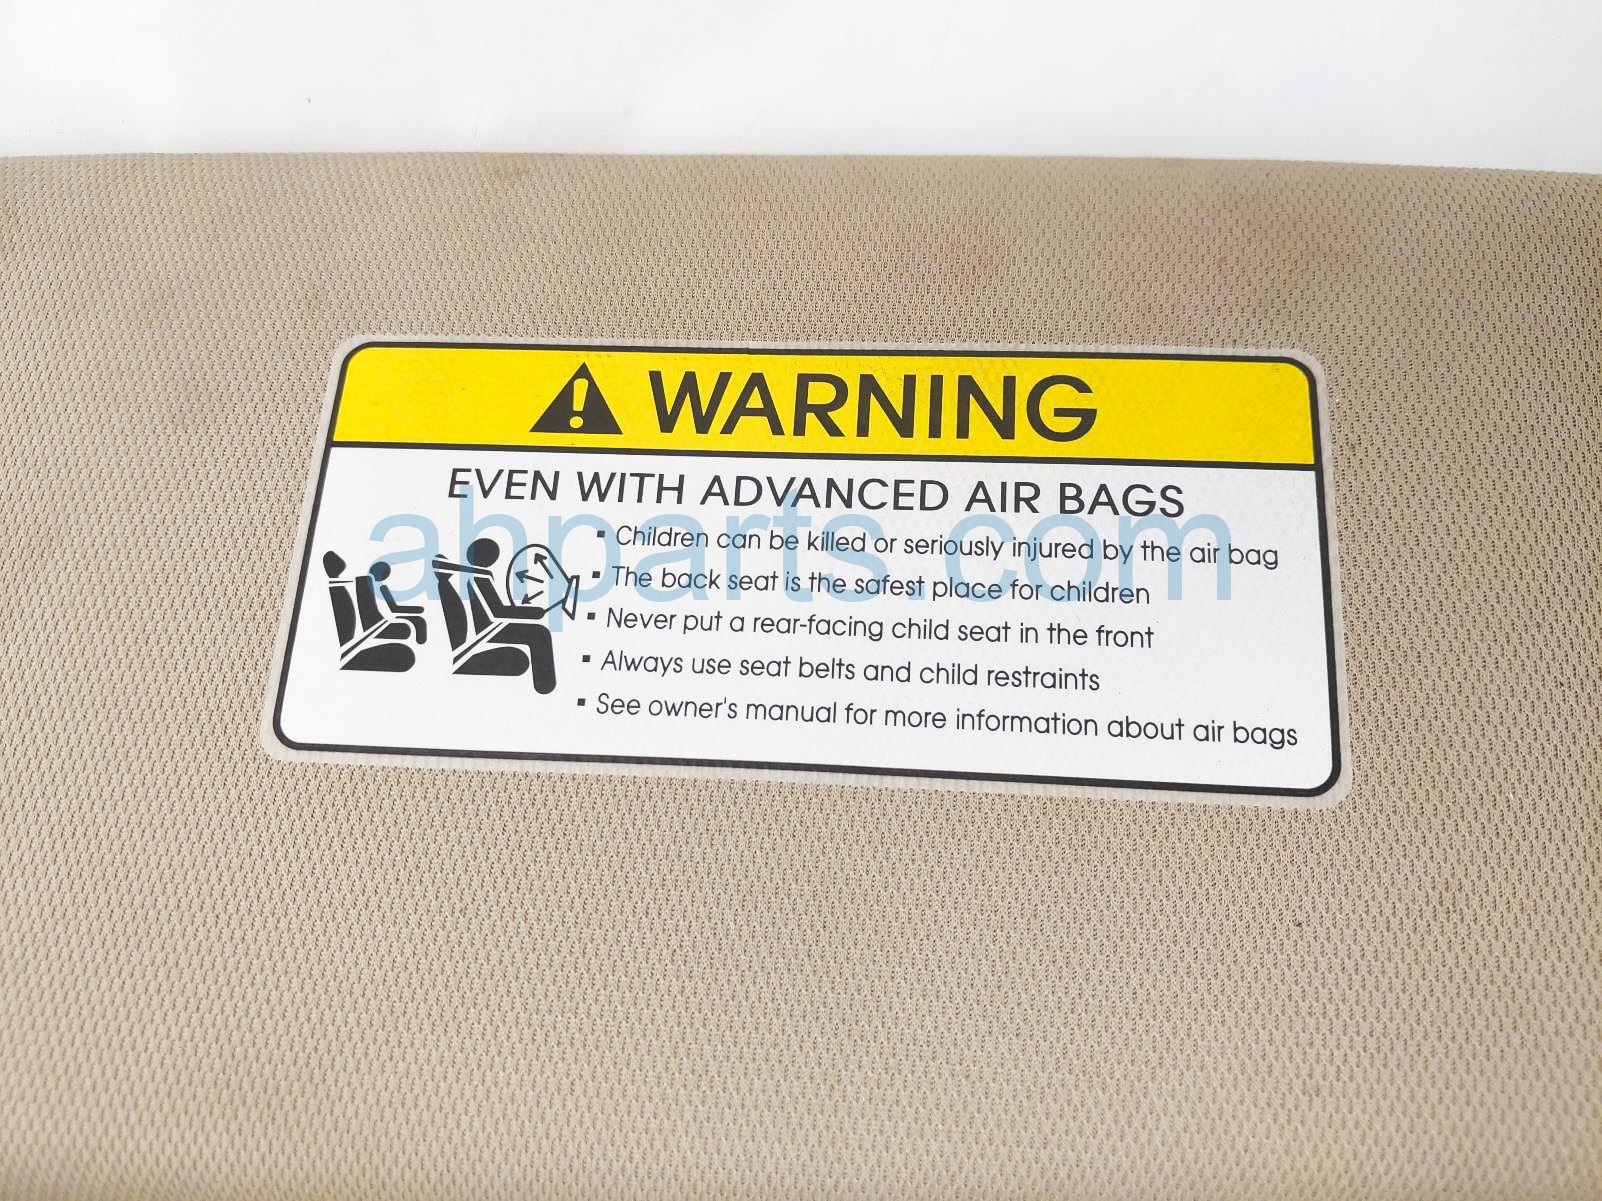 WARNING
EVEN WITH ADVANCED AIR BAGS
▪ Children can be killed or seriously injured by the air bag
▪ The back seat is the safest place for children
▪ Never put a rear-facing child seat in the front
▪ Always use seat belts and child restraints
▪ See owner's manual for more information about air bags
ahparts.com